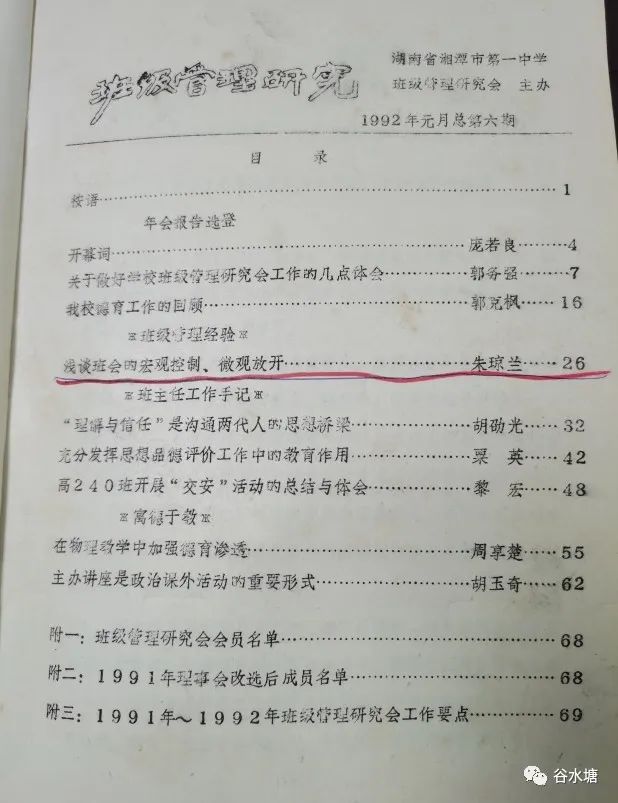 班级管理研究
湖南省湘潭市第一中学
班级管理研究会 主办
1992年元月总第六期
目 录
按语……1
年会报告选登
开幕词……庞若良……4
关于做好学校班级管理研究会工作的几点体会……郭务强……7
我校德育工作的回顾……郭克枫……16
※班级管理经验※
浅谈班会的宏观控制、微观放开……朱琼兰……26
※班主任工作手记※
“理解与信任”是沟通两代人的思想桥梁……胡劭光……32
充分发挥思想品德评价工作中的教育作用……栗 英……42
高240班开展“交安”活动的总结与体会……黎 宏……48
※寓德于教※
在物理教学中加强德育渗透……周享楚……55
主办讲座是政治课外活动的重要形式……胡玉奇……62
附一：班级管理研究会会员名单……68
附二：1991年理事会改选后成员名单……68
附三：1991年～1992年班级管理研究会工作要点……69
谷水塘